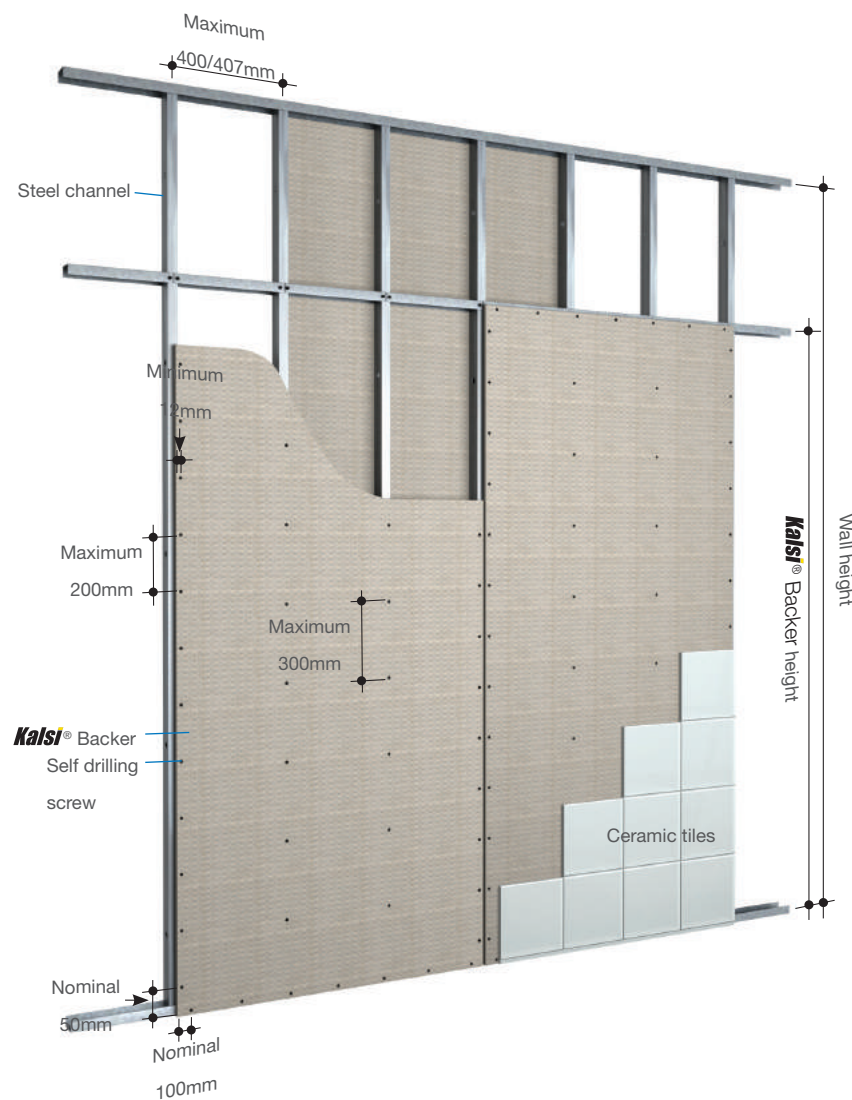 Maximum
400/407mm
Steel channel
Minimum
12mm
Maximum
200mm
Maximum
300mm
Kalsi® Backer
Self drilling
screw
Ceramic tiles
Kalsi® Backer height
Wall height
Nominal
50mm
Nominal
100mm